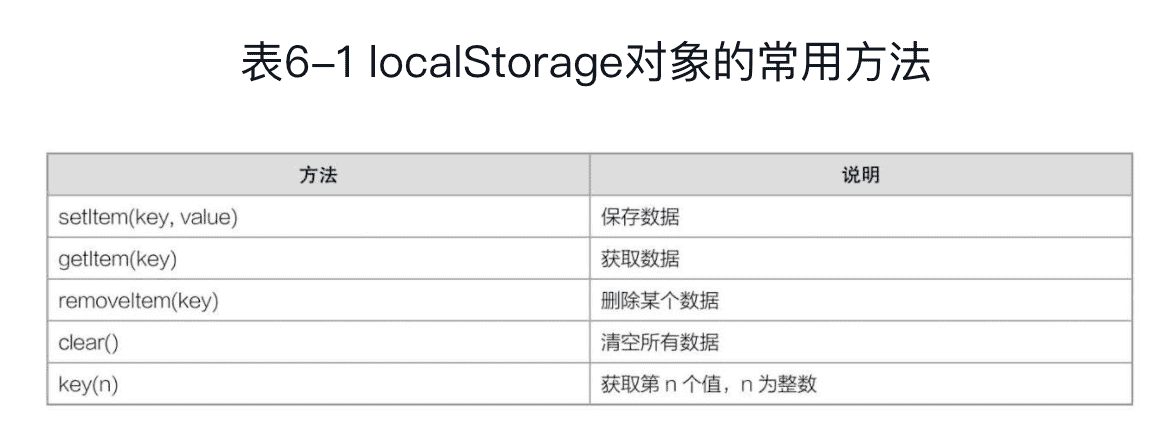 表6-1 localStorage对象的常用方法
方法 说明
setItem(key, value) 保存数据
getItem(key) 获取数据
removeItem(key) 删除某个数据
clear() 清空所有数据
key(n) 获取第 n 个值，n 为整数